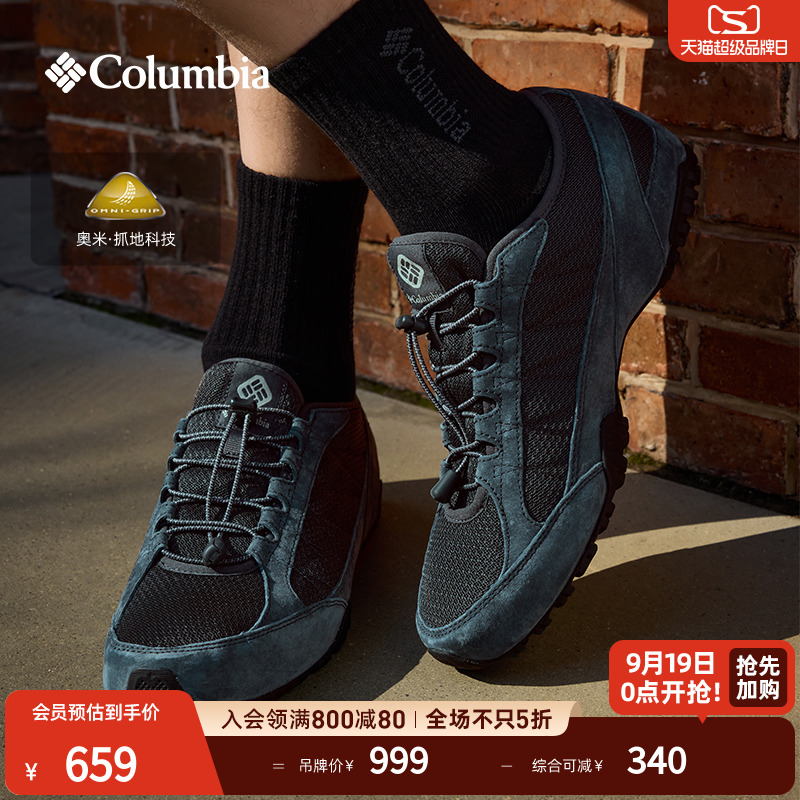 Columbia
天猫超级品牌日
Columbia
OMNI-GRIP
奥米·抓地科技
Columbia
Columbia
9月19日
0点开抢!
抢先
加购
会员预估到手价
¥ 659
入会领满800减80 | 全场不只5折
= 吊牌价¥ 999
- 综合可减¥ 340